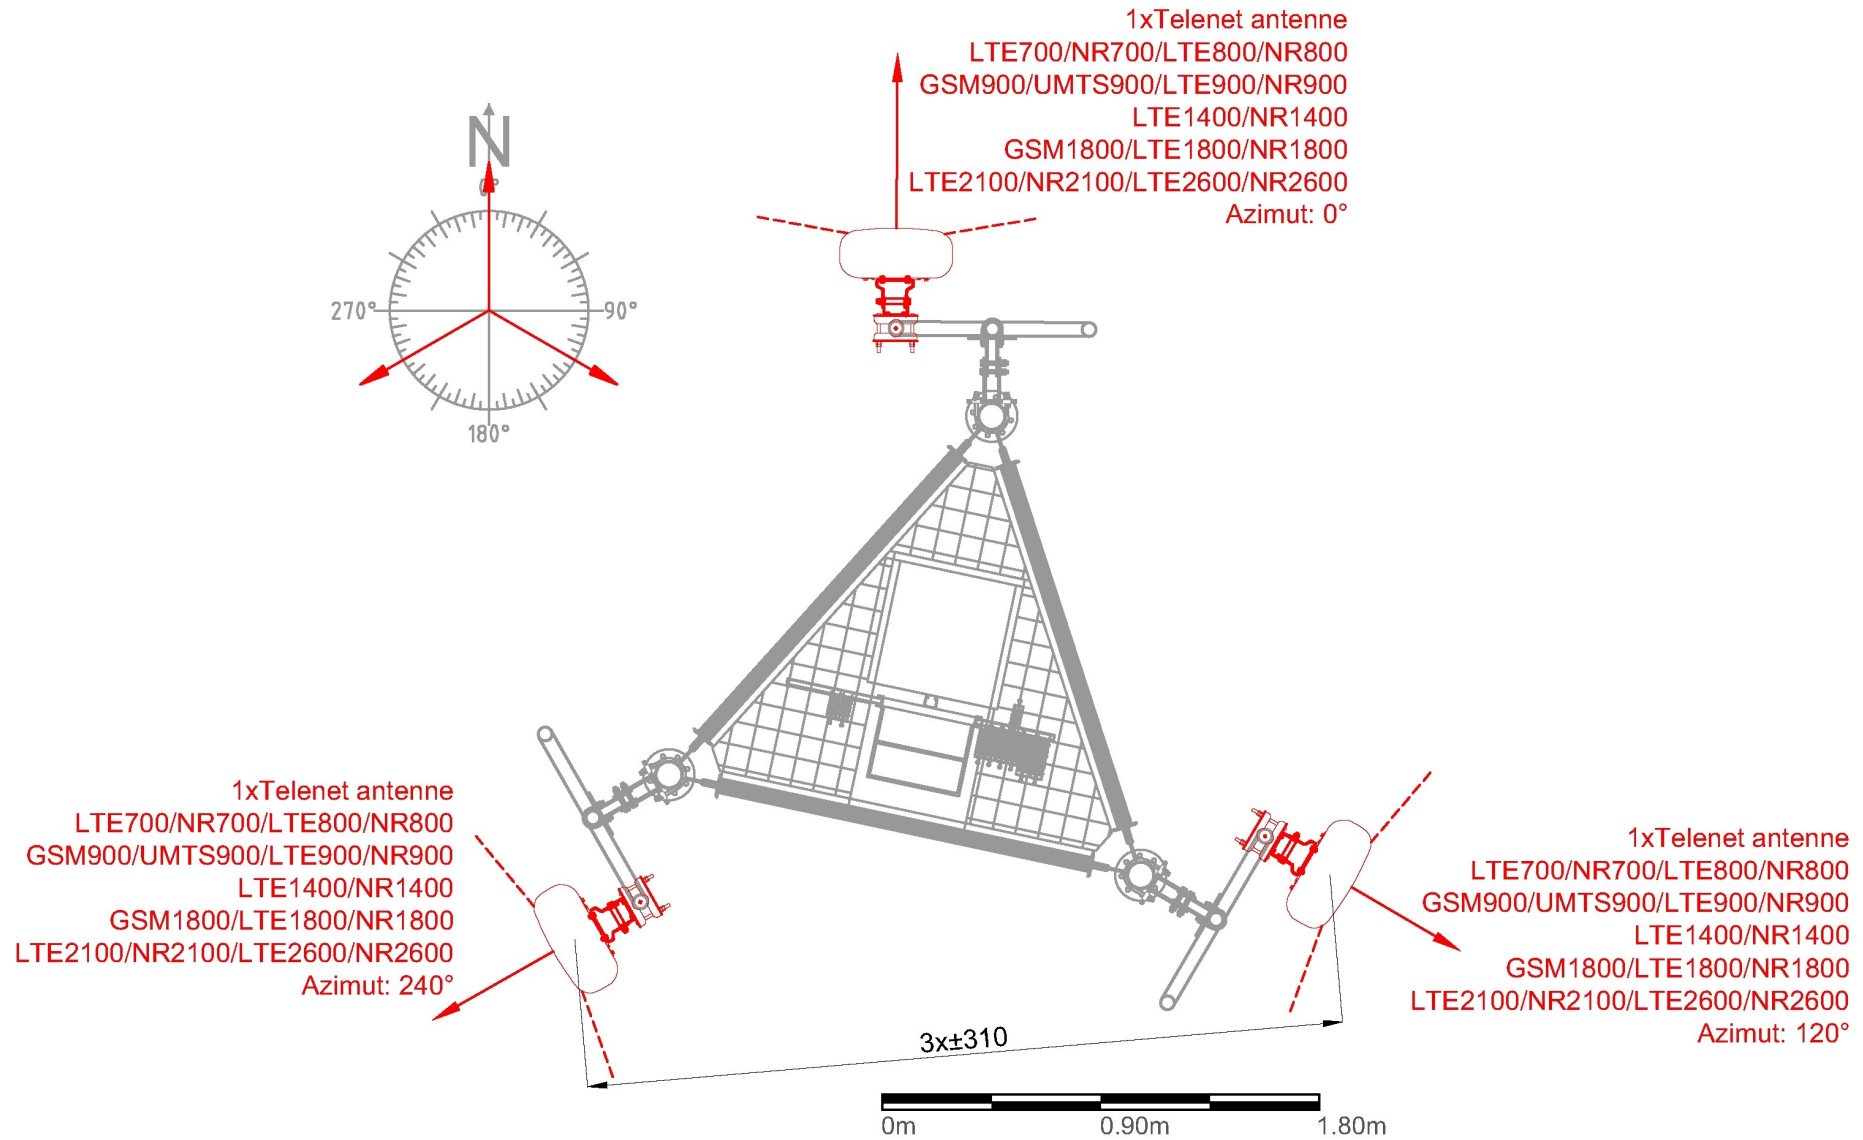 1xTelenet antenne
LTE700/NR700/LTE800/NR800
GSM900/UMTS900/LTE900/NR900
LTE1400/NR1400
GSM1800/LTE1800/NR1800
LTE2100/NR2100/LTE2600/NR2600
Azimut: 0°
N
0°
270°
90°
180°
1xTelenet antenne
LTE700/NR700/LTE800/NR800
GSM900/UMTS900/LTE900/NR900
LTE1400/NR1400
GSM1800/LTE1800/NR1800
LTE2100/NR2100/LTE2600/NR2600
Azimut: 240°
1xTelenet antenne
LTE700/NR700/LTE800/NR800
GSM900/UMTS900/LTE900/NR900
LTE1400/NR1400
GSM1800/LTE1800/NR1800
LTE2100/NR2100/LTE2600/NR2600
Azimut: 120°
3x±310
0m 0.90m 1.80m